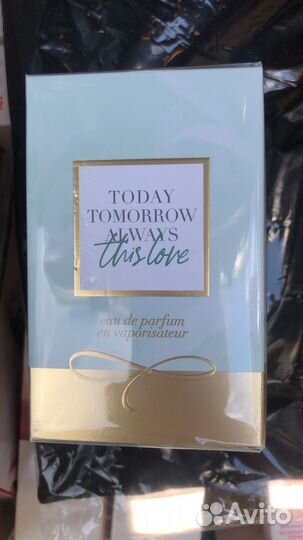 TODAY
TOMORROW
ALWAYS
this love
eau de parfum
en vaporisateur
Avito